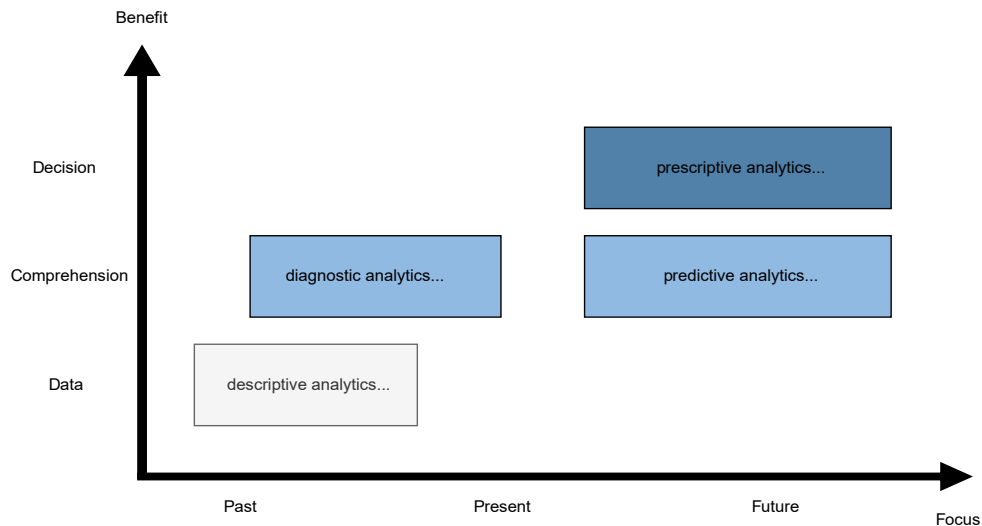 Benefit
Decision
prescriptive analytics...
Comprehension
diagnostic analytics...
predictive analytics...
Data
descriptive analytics...
Past
Present
Future
Focus